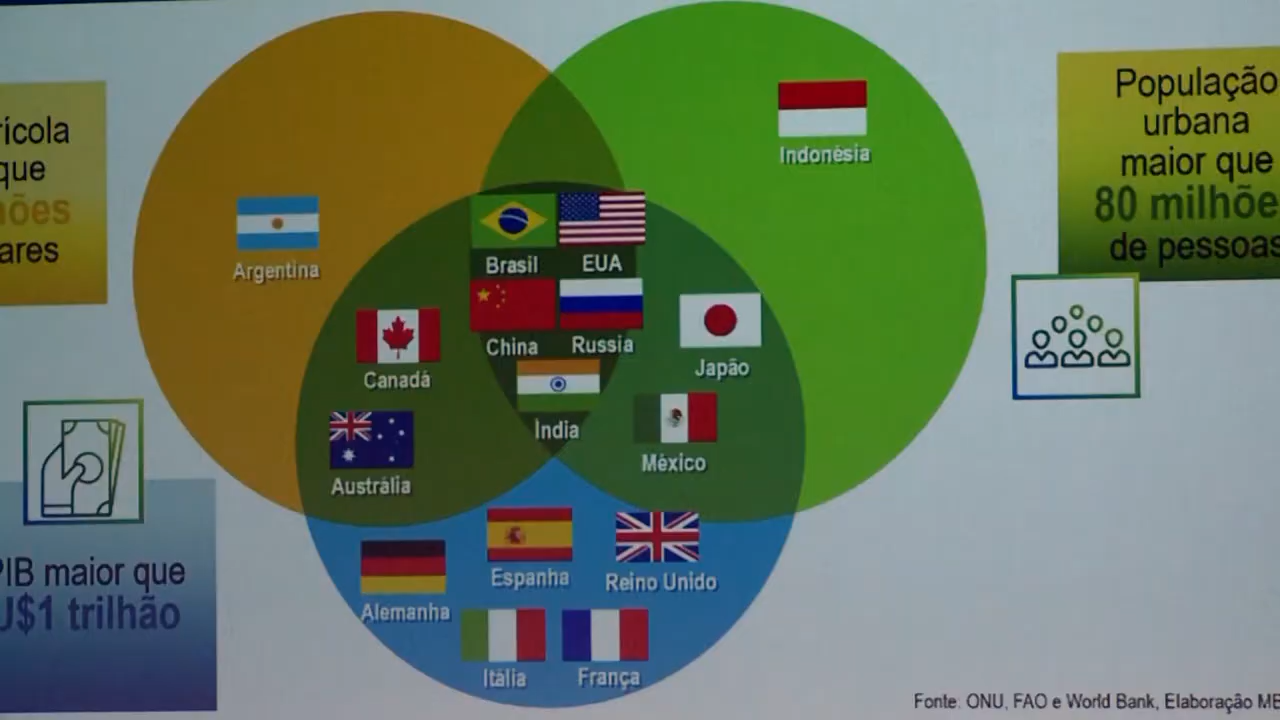 rícola
que
ares
População
urbana
maior que
80 milhõe
de pessoas
Indonésia
Argentina
Brasil
EUA
China
Russia
Canadá
Japão
Índia
México
Austrália
PIB maior que
U$1 trilhão
Espanha
Reino Unido
Alemanha
Itália
França
Fonte: ONU, FAO e World Bank, Elaboração ME